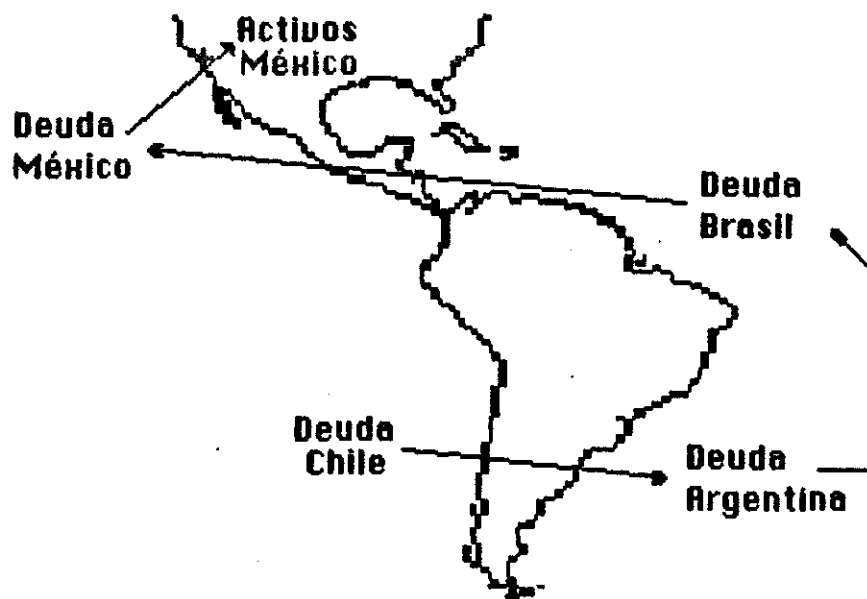 Activos
México
Deuda
México
Deuda
Brasil
Deuda
Chile
Deuda
Argentina